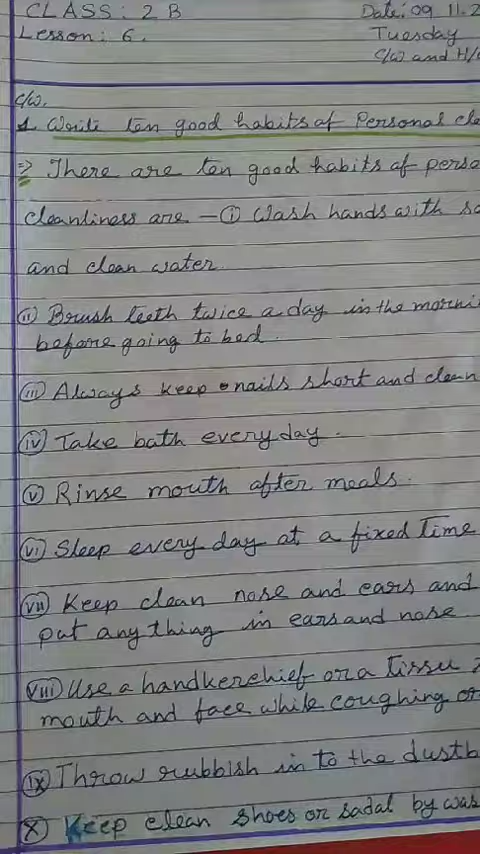 CLASS: 2 B
Date: 09 11.2
Lesson: 6.
Tuesday
C/W and H/
C/W.
1. Write ten good habits of Personal cle
⇒ There are ten good habits of perso
cleanliness are – (i) Wash hands with so
and clean water.
(ii) Brush teeth twice a day in the morni
before going to bed.
(iii) Always keep nails short and clean
(iv) Take bath every day.
(v) Rinse mouth after meals.
(vi) Sleep every day at a fixed time
(vii) Keep clean nose and ears and
put any thing in ears and nose
(viii) Use a handkerchief or a tissu
mouth and face while coughing or
(ix) Throw rubbish in to the dustb
(x) Keep clean shoes or sadal by was